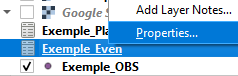 Google S
Add Layer Notes...
Exemple_Pla
Properties...
Exemple_Even
Exemple_OBS